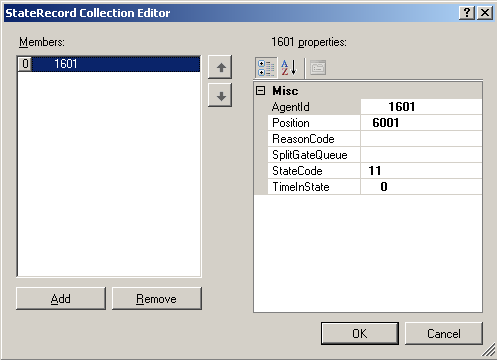 StateRecord Collection Editor
Members:
0 1601
Add
Remove
1601 properties:
Misc
AgentId 1601
Position 6001
ReasonCode
SplitGateQueue
StateCode 11
TimeInState 0
OK
Cancel